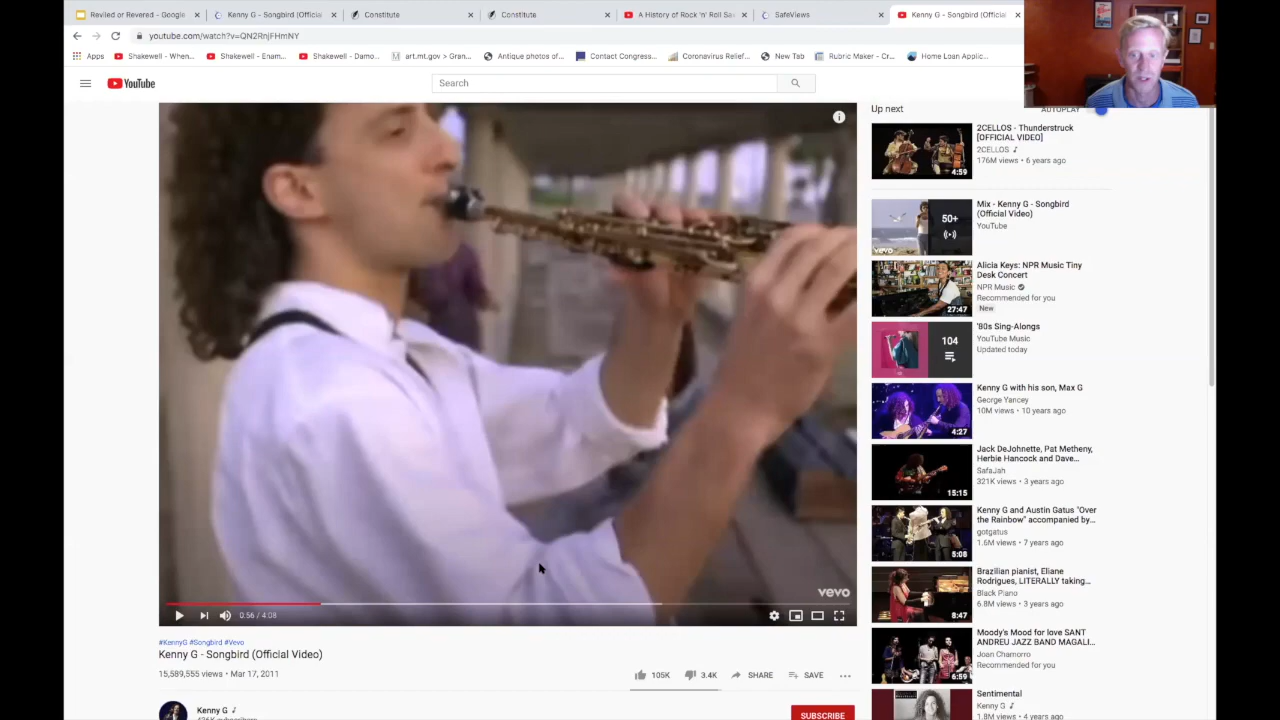 Reviled or Revered - Google
Kenny G - Songbird (Official
Constitute
Constitute
A History of Rock 'n' Roll Sax
SafeViews
Kenny G - Songbird (Official
youtube.com/watch?v=QN2RnjFHmNY
Apps
Shakewell - When...
Shakewell - Enam...
Shakewell - Damo...
art.mt.gov > Gran...
Antique photos of...
Contact Congress...
Coronavirus Relief...
New Tab
Rubric Maker - Cr...
Home Loan Applic...
YouTube
Search
vevo
0:56 / 4:08
#KennyG #Songbird #Vevo
Kenny G - Songbird (Official Video)
15,589,555 views • Mar 17, 2011
105K
3.4K
SHARE
SAVE
Kenny G
SUBSCRIBE
Up next
AUTOPLAY
4:59
2CELLOS - Thunderstruck
[OFFICIAL VIDEO]
2CELLOS
176M views • 6 years ago
50+
vevo
Mix - Kenny G - Songbird
(Official Video)
YouTube
27:47
Alicia Keys: NPR Music Tiny
Desk Concert
NPR Music
Recommended for you
New
104
'80s Sing-Alongs
YouTube Music
Updated today
4:27
Kenny G with his son, Max G
George Yancey
10M views • 10 years ago
15:15
Jack DeJohnette, Pat Metheny,
Herbie Hancock and Dave...
SafaJah
321K views • 3 years ago
5:08
Kenny G and Austin Gatus "Over
the Rainbow" accompanied by...
gotgatus
1.6M views • 7 years ago
8:47
Brazilian pianist, Eliane
Rodrigues, LITERALLY taking...
Black Piano
6.8M views • 3 years ago
6:59
Moody's Mood for love SANT
ANDREU JAZZ BAND MAGALI...
Joan Chamorro
Recommended for you
Sentimental
Kenny G
1.8M views • 4 years ago